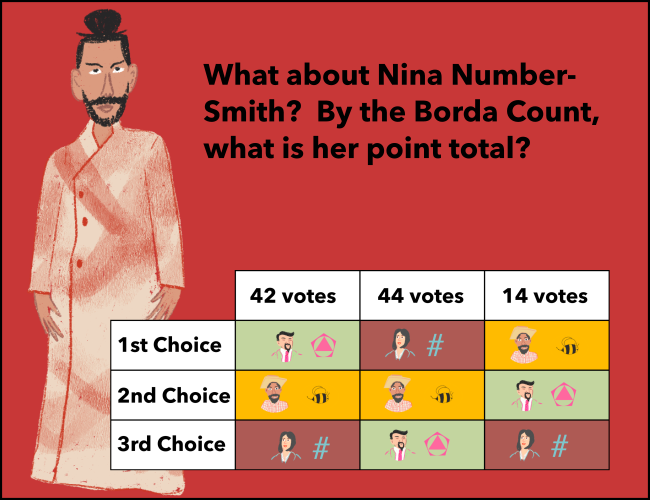 What about Nina Number-
Smith?  By the Borda Count,
what is her point total?
42 votes 44 votes 14 votes
1st Choice #
2nd Choice
3rd Choice # #